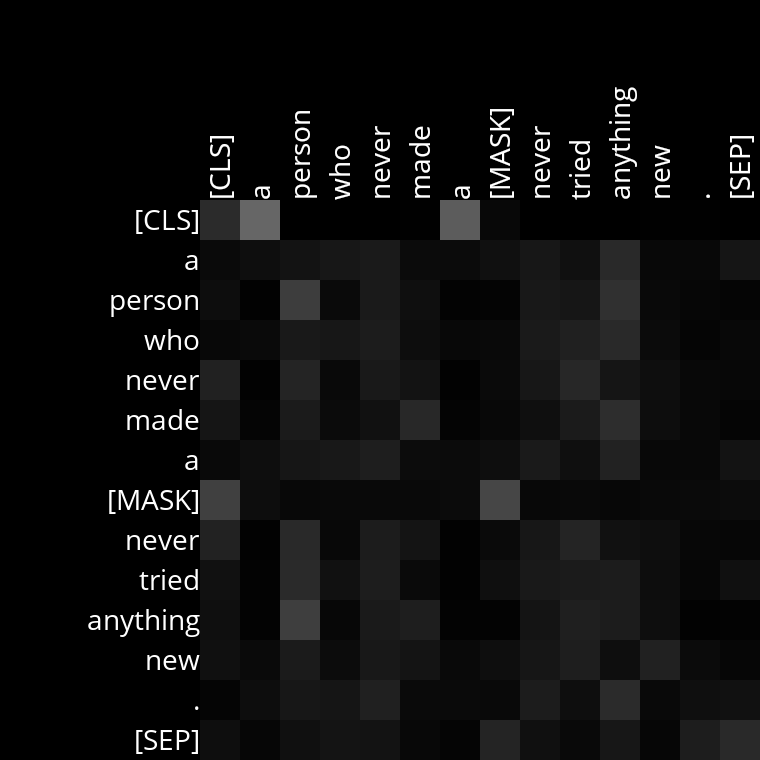 [CLS] a person who never made a [MASK] never tried anything new . [SEP]
[CLS]
a
person
who
never
made
a
[MASK]
never
tried
anything
new
.
[SEP]